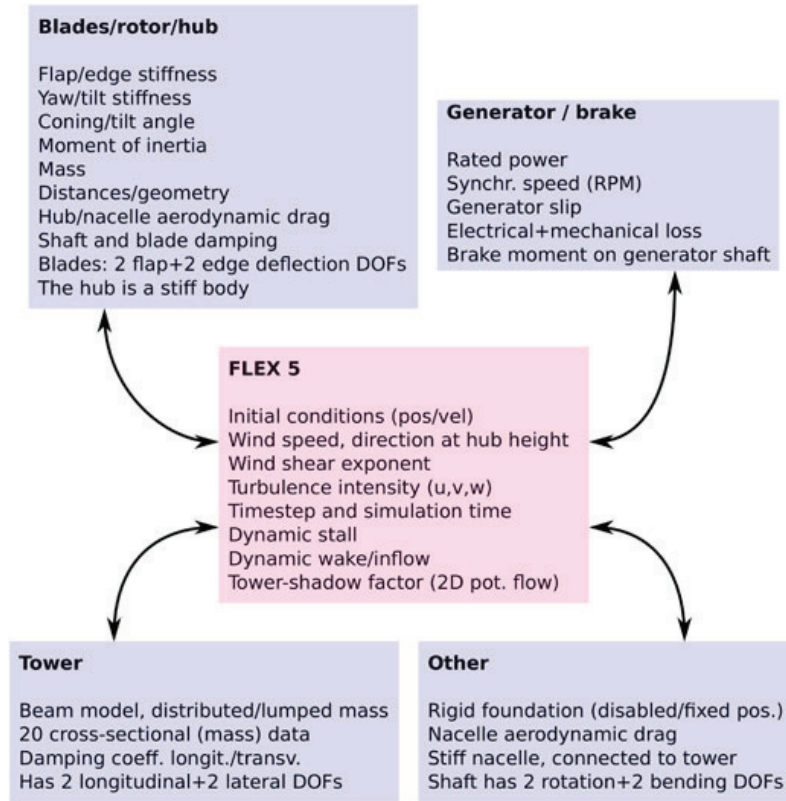 Blades/rotor/hub
Flap/edge stiffness
Yaw/tilt stiffness
Coning/tilt angle
Moment of inertia
Mass
Distances/geometry
Hub/nacelle aerodynamic drag
Shaft and blade damping
Blades: 2 flap+2 edge deflection DOFs
The hub is a stiff body
Generator / brake
Rated power
Synchr. speed (RPM)
Generator slip
Electrical+mechanical loss
Brake moment on generator shaft
FLEX 5
Initial conditions (pos/vel)
Wind speed, direction at hub height
Wind shear exponent
Turbulence intensity (u,v,w)
Timestep and simulation time
Dynamic stall
Dynamic wake/inflow
Tower-shadow factor (2D pot. flow)
Tower
Beam model, distributed/lumped mass
20 cross-sectional (mass) data
Damping coeff. longit./transv.
Has 2 longitudinal+2 lateral DOFs
Other
Rigid foundation (disabled/fixed pos.)
Nacelle aerodynamic drag
Stiff nacelle, connected to tower
Shaft has 2 rotation+2 bending DOFs